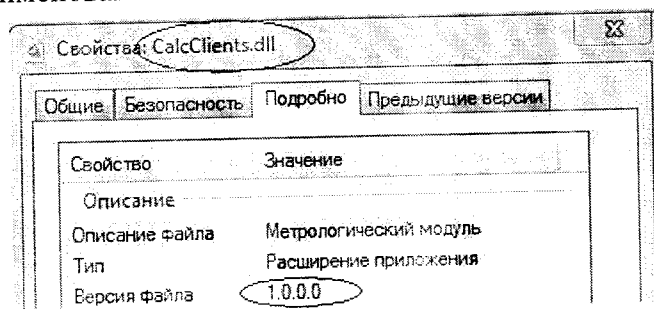 Свойства: CalcClients.dll
Общие Безопасность Подробно Предыдущие версии
Свойство Значение
Описание
Описание файла Метрологический модуль
Тип Расширение приложения
Версия файла 1.0.0.0